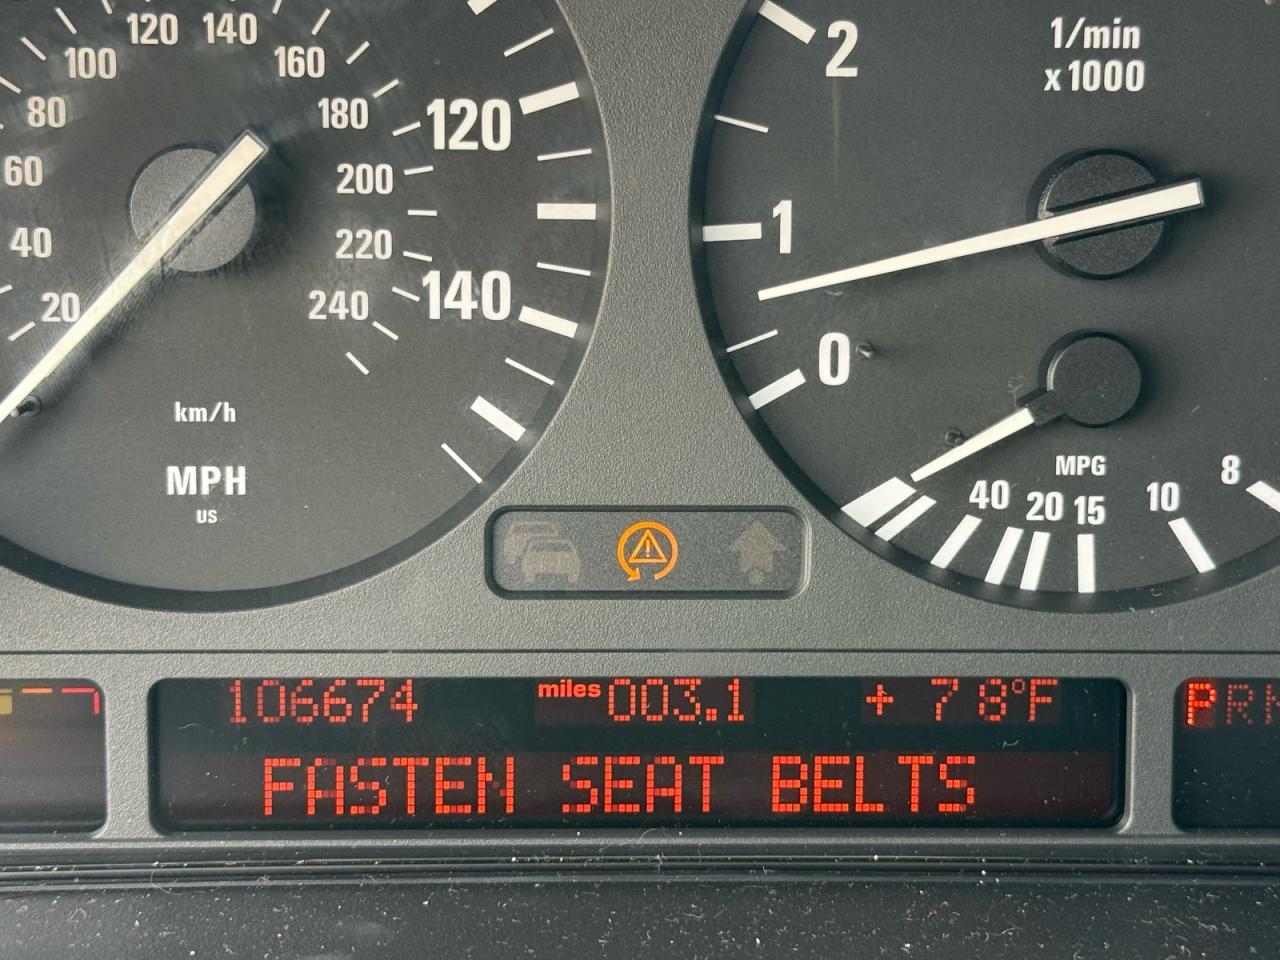 120 140
100 160
80 180
60 200
40 220
20 240
120
140
km/h
MPH
US
1/min
x1000
2
1
0
MPG
40 20 15 10 8
106674 miles 003.1 + 78°F
FASTEN SEAT BELTS
P R